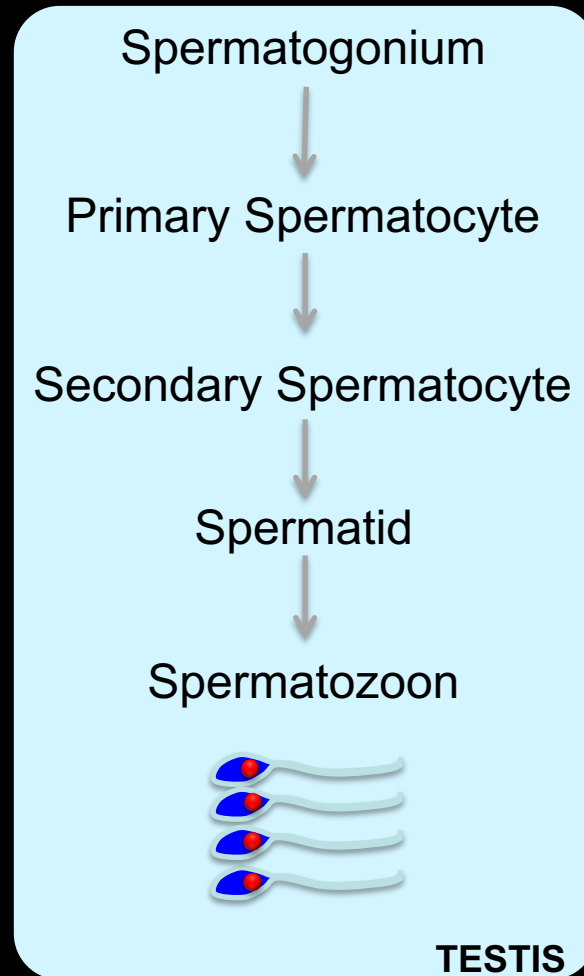 Spermatogonium
Primary Spermatocyte
Secondary Spermatocyte
Spermatid
Spermatozoon
TESTIS